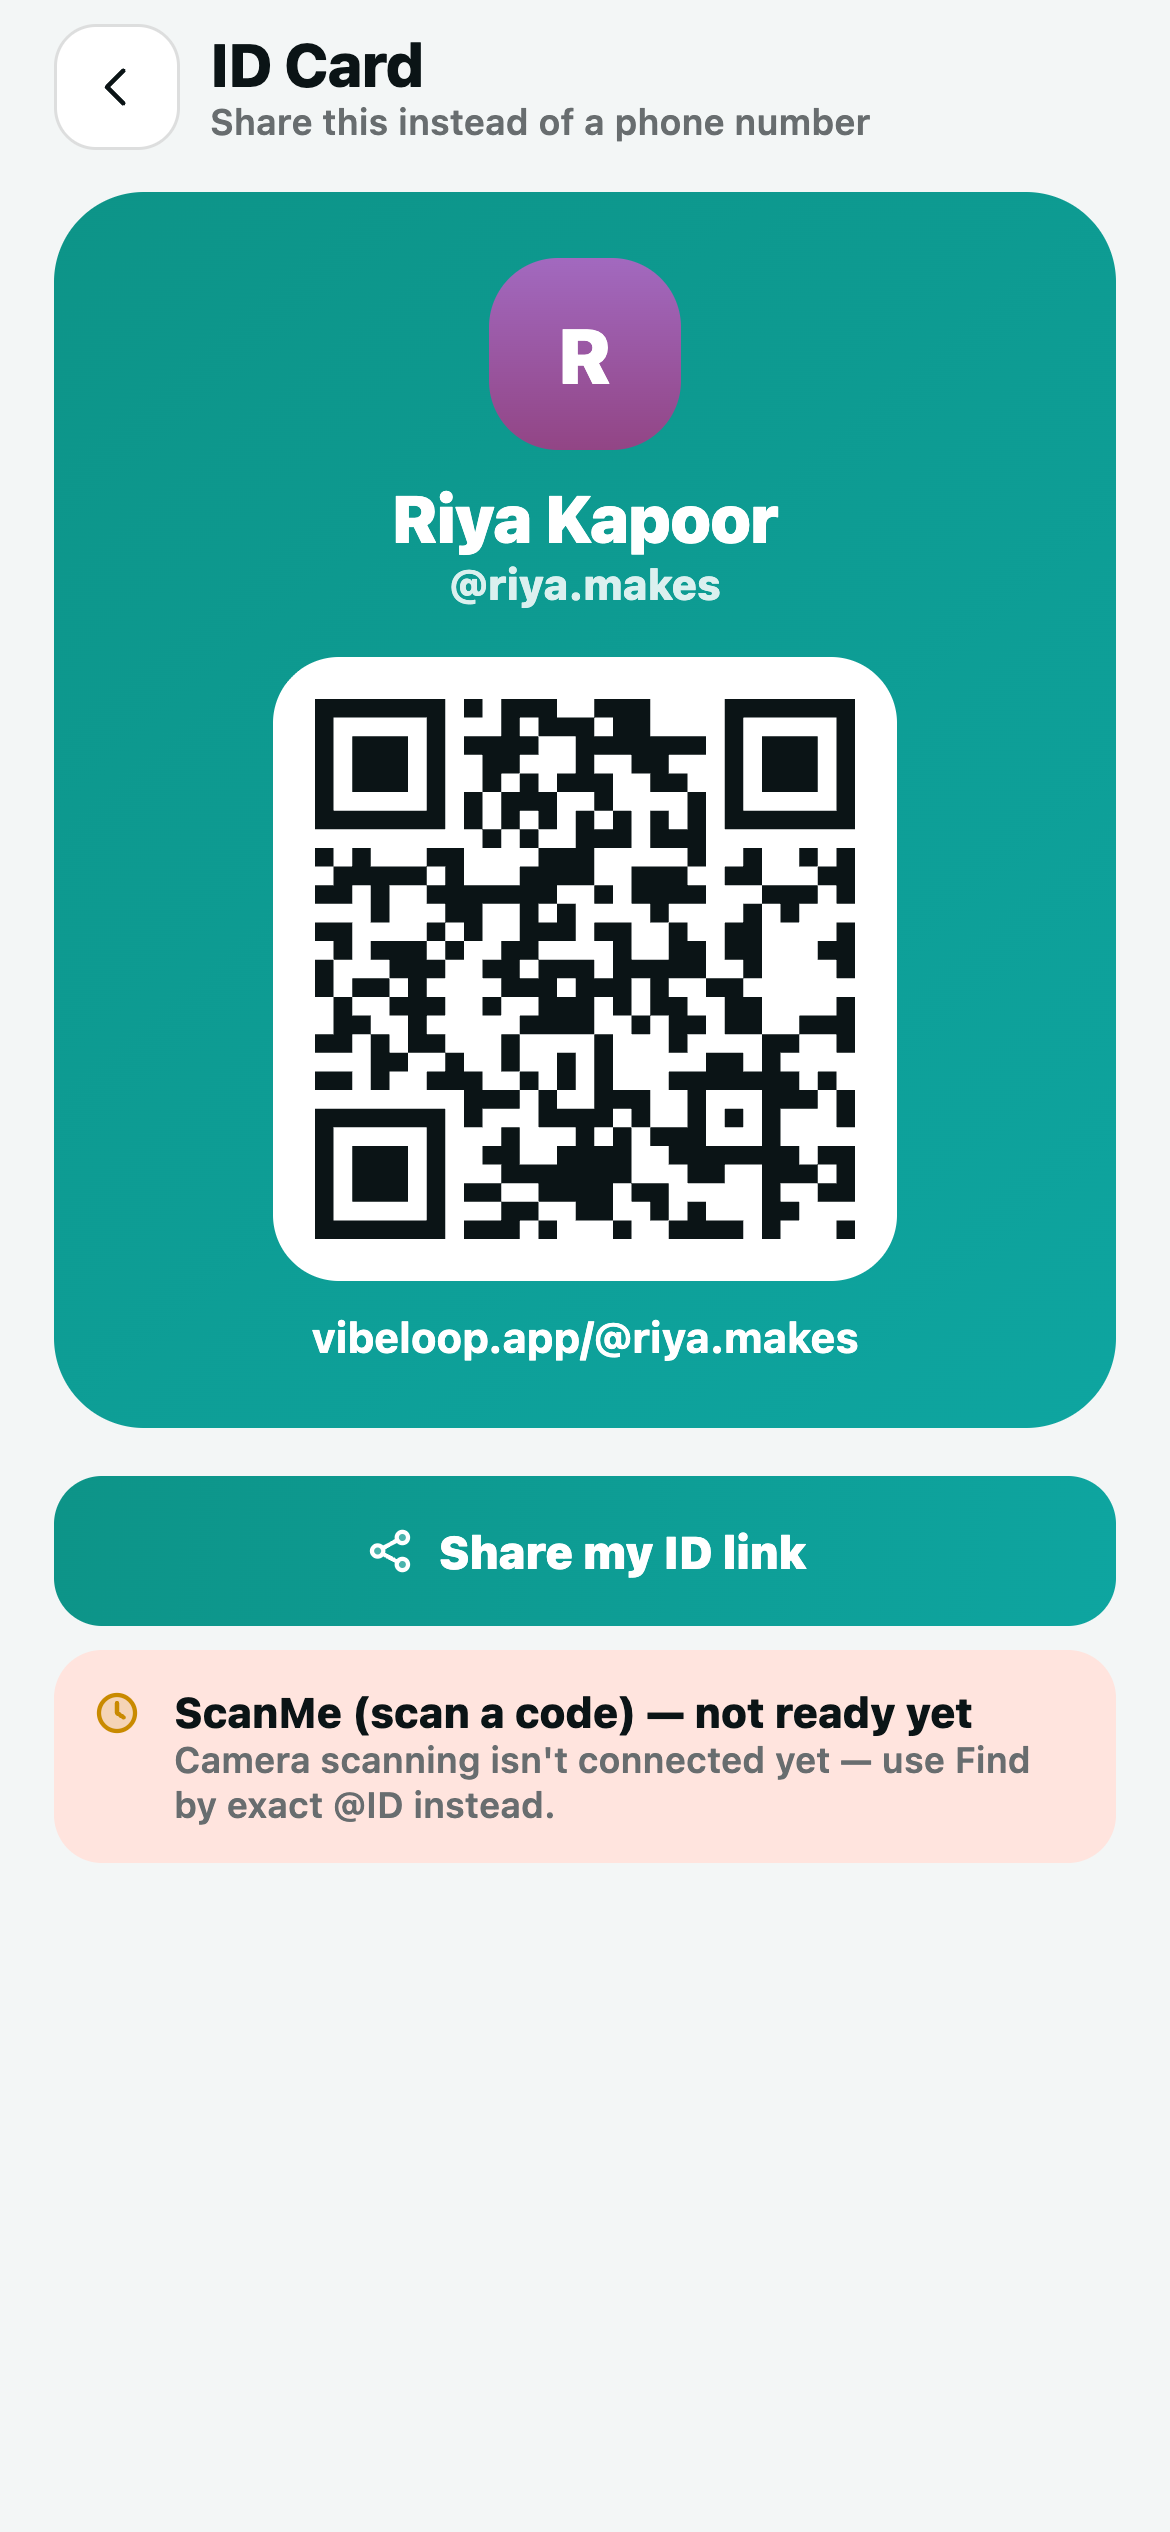 ID Card
Share this instead of a phone number
R
Riya Kapoor
@riya.makes
vibeloop.app/@riya.makes
Share my ID link
ScanMe (scan a code) — not ready yet
Camera scanning isn't connected yet — use Find
by exact @ID instead.